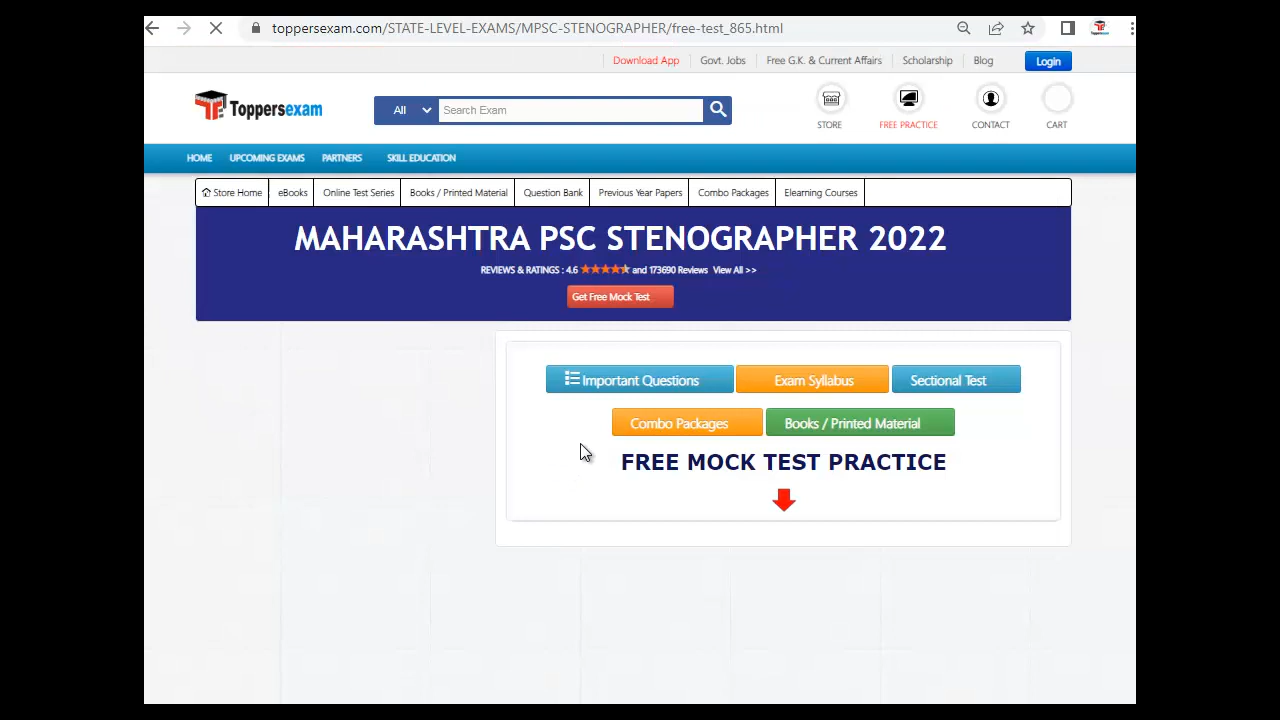 toppersexam.com/STATE-LEVEL-EXAMS/MPSC-STENOGRAPHER/free-test_865.html
Download App Govt. Jobs Free G.K. & Current Affairs Scholarship Blog Login
Toppersexam All Search Exam
STORE FREE PRACTICE CONTACT CART
HOME UPCOMING EXAMS PARTNERS SKILL EDUCATION
Store Home eBooks Online Test Series Books / Printed Material Question Bank Previous Year Papers Combo Packages Elearning Courses
MAHARASHTRA PSC STENOGRAPHER 2022
REVIEWS & RATINGS : 4.6 and 173690 Reviews View All >>
Get Free Mock Test
Important Questions Exam Syllabus Sectional Test
Combo Packages Books / Printed Material
FREE MOCK TEST PRACTICE